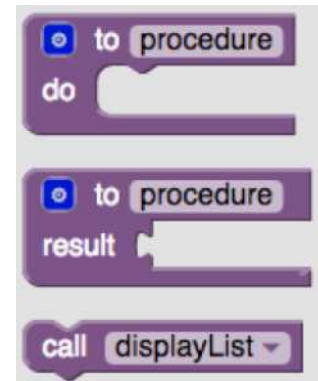 to procedure
do
to procedure
result
call displayList